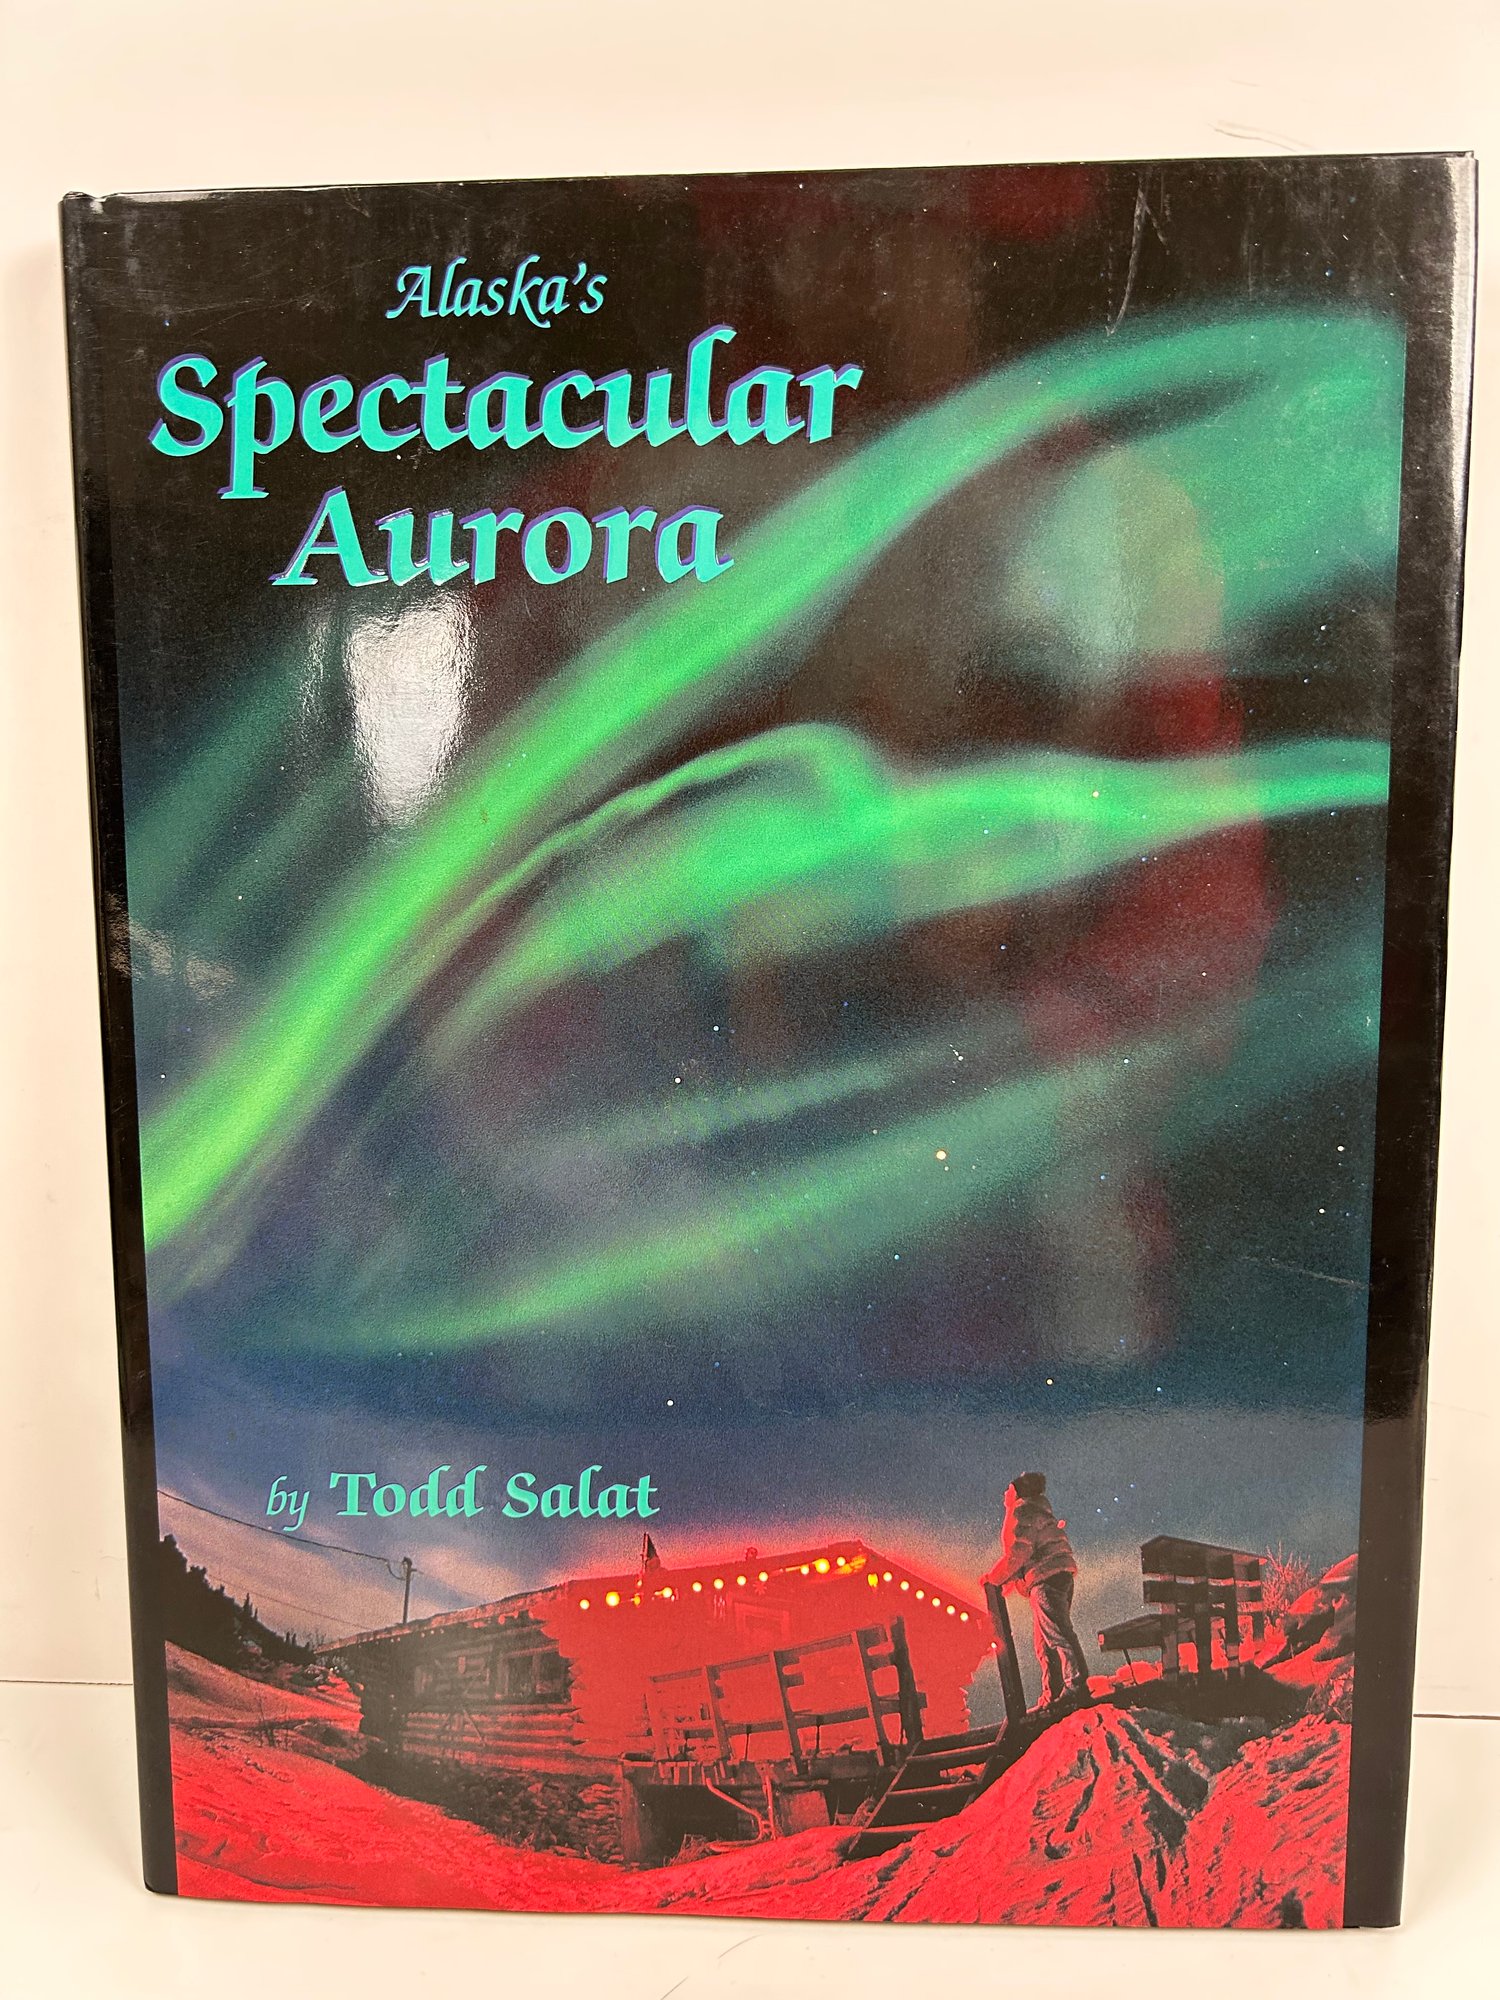 Alaska's
Spectacular
Aurora
by Todd Salat